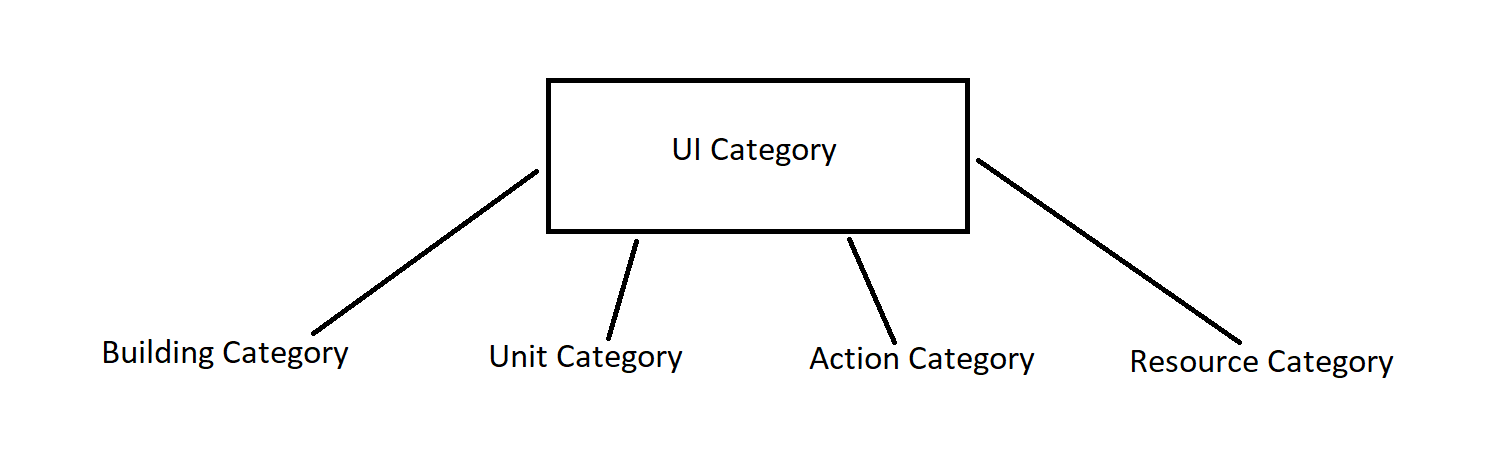 UI Category
Building Category
Unit Category
Action Category
Resource Category